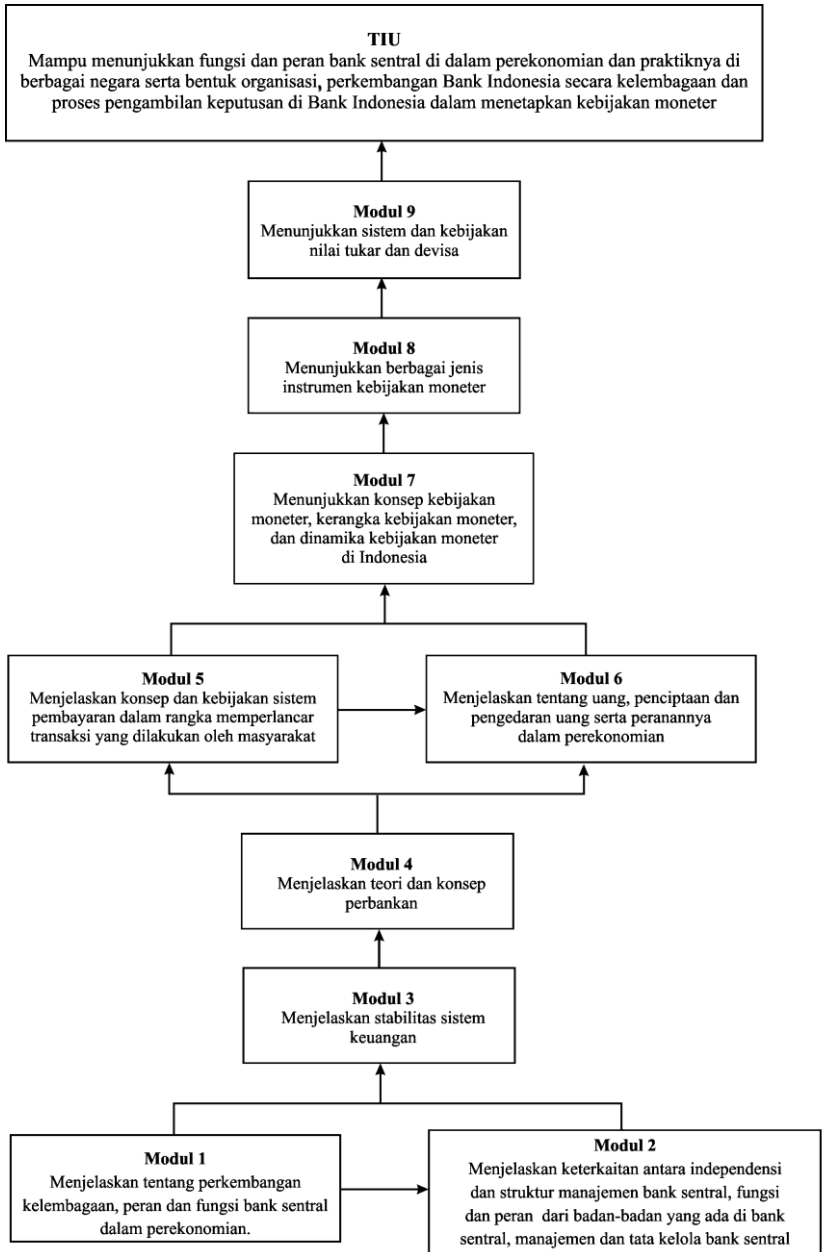 TIU
Mampu menunjukkan fungsi dan peran bank sentral di dalam perekonomian dan praktiknya di
berbagai negara serta bentuk organisasi, perkembangan Bank Indonesia secara kelembagaan dan
proses pengambilan keputusan di Bank Indonesia dalam menetapkan kebijakan moneter
Modul 9
Menunjukkan sistem dan kebijakan
nilai tukar dan devisa
Modul 8
Menunjukkan berbagai jenis
instrumen kebijakan moneter
Modul 7
Menunjukkan konsep kebijakan
moneter, kerangka kebijakan moneter,
dan dinamika kebijakan moneter
di Indonesia
Modul 5
Menjelaskan konsep dan kebijakan sistem
pembayaran dalam rangka memperlancar
transaksi yang dilakukan oleh masyarakat
Modul 6
Menjelaskan tentang uang, penciptaan dan
pengedaran uang serta peranannya
dalam perekonomian
Modul 4
Menjelaskan teori dan konsep
perbankan
Modul 3
Menjelaskan stabilitas sistem
keuangan
Modul 1
Menjelaskan tentang perkembangan
kelembagaan, peran dan fungsi bank sentral
dalam perekonomian.
Modul 2
Menjelaskan keterkaitan antara independensi
dan struktur manajemen bank sentral, fungsi
dan peran dari badan-badan yang ada di bank
sentral, manajemen dan tata kelola bank sentral